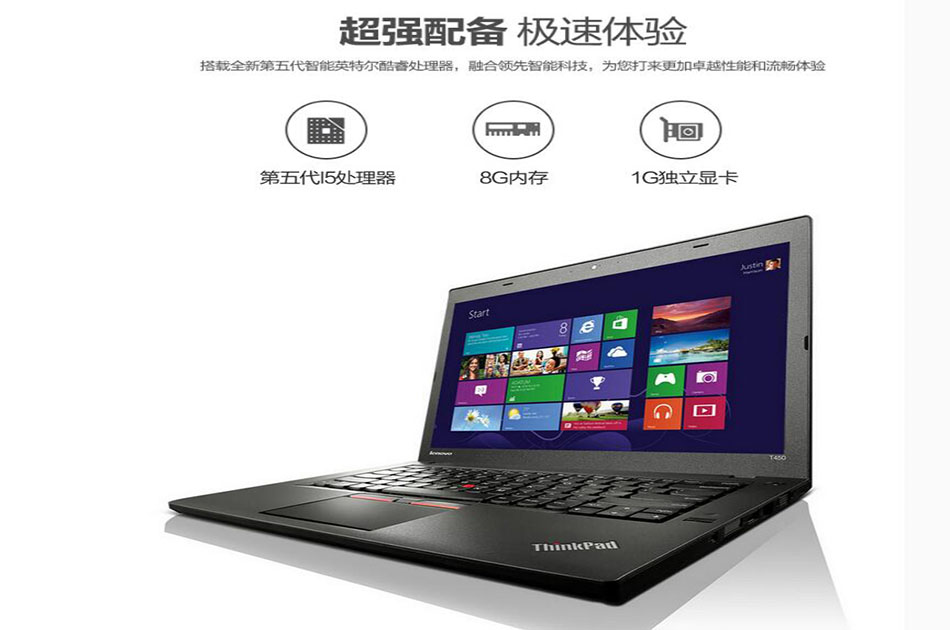 超强配备 极速体验
搭载全新第五代智能英特尔酷睿处理器，融合领先智能科技，为您打来更加卓越性能和流畅体验
第五代I5处理器
8G内存
1G独立显卡
Justin
Start
8
lenovo
T450
ThinkPad